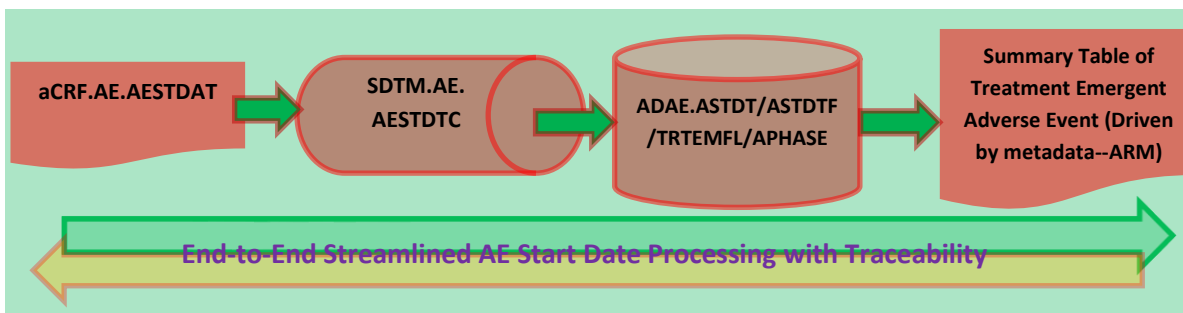 aCRF.AE.AESTDAT
SDTM.AE.
AESTDTC
ADAE.ASTDT/ASTDTF
/TRTEMFL/APHASE
Summary Table of
Treatment Emergent
Adverse Event (Driven
by metadata--ARM)
End-to-End Streamlined AE Start Date Processing with Traceability